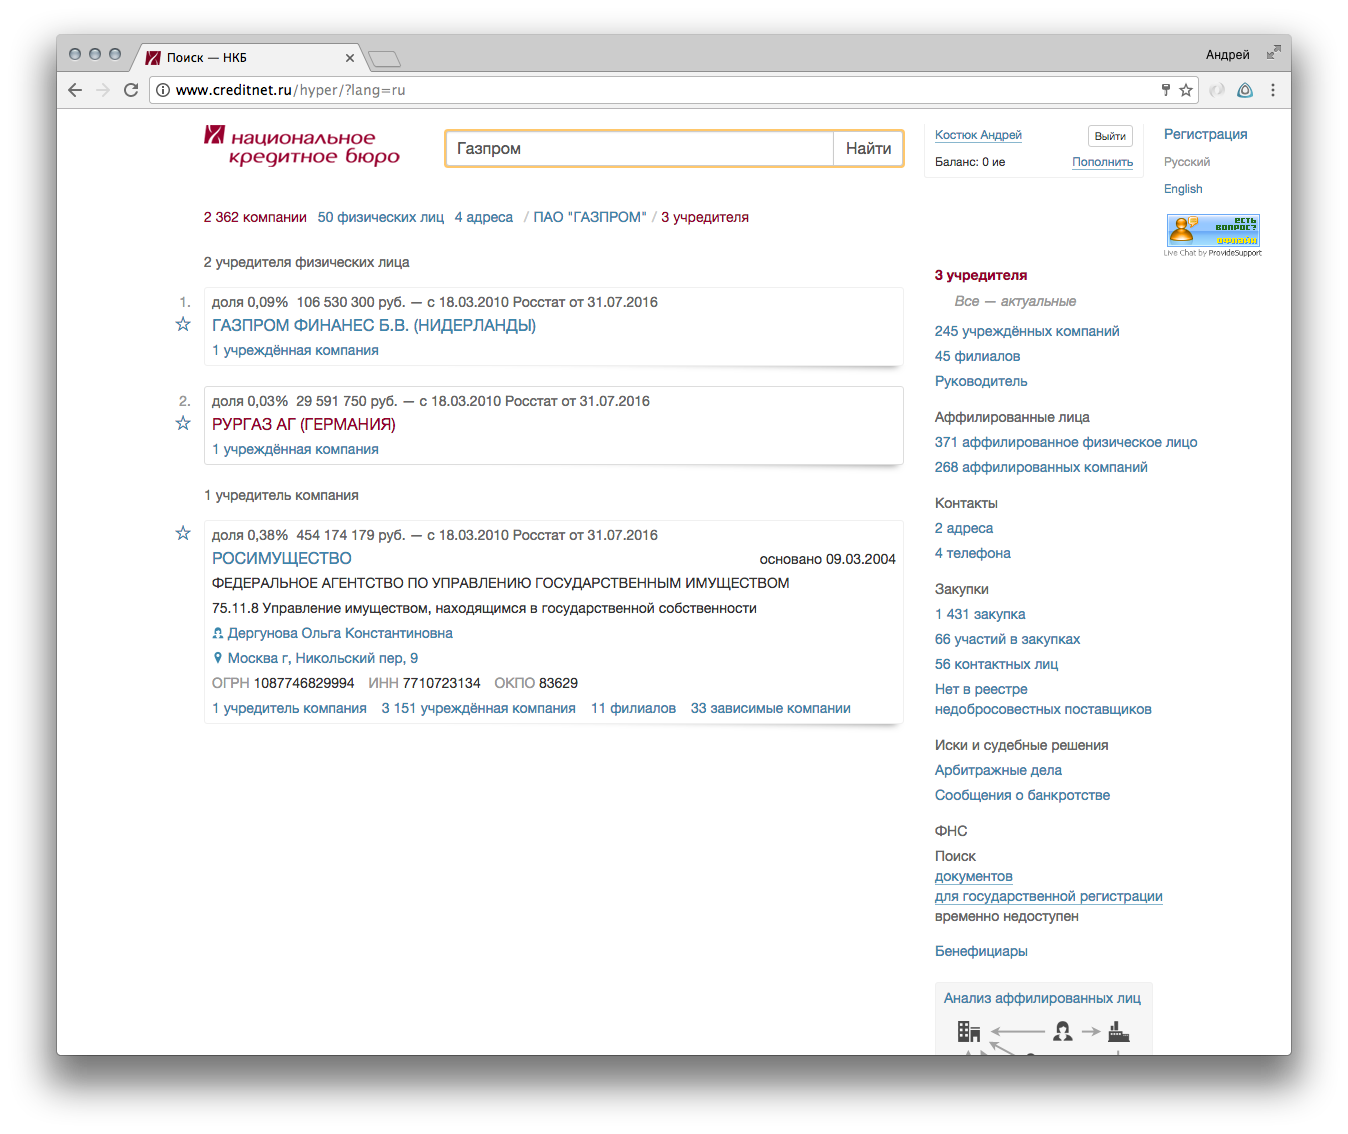 Поиск — НКБ
Андрей
www.creditnet.ru/hyper/?lang=ru
национальное
кредитное бюро
Газпром
Найти
Костюк Андрей
Выйти
Баланс: 0 ие
Пополнить
Регистрация
Русский
English
есть
вопрос?
офлайн
Live Chat by ProvideSupport
2 362 компании 50 физических лиц 4 адреса / ПАО "ГАЗПРОМ" / 3 учредителя
2 учредителя физических лица
1. доля 0,09% 106 530 300 руб. — с 18.03.2010 Росстат от 31.07.2016
ГАЗПРОМ ФИНАНЕС Б.В. (НИДЕРЛАНДЫ)
1 учреждённая компания
2. доля 0,03% 29 591 750 руб. — с 18.03.2010 Росстат от 31.07.2016
РУРГАЗ АГ (ГЕРМАНИЯ)
1 учреждённая компания
1 учредитель компания
доля 0,38% 454 174 179 руб. — с 18.03.2010 Росстат от 31.07.2016
РОСИМУЩЕСТВО
основано 09.03.2004
ФЕДЕРАЛЬНОЕ АГЕНТСТВО ПО УПРАВЛЕНИЮ ГОСУДАРСТВЕННЫМ ИМУЩЕСТВОМ
75.11.8 Управление имуществом, находящимся в государственной собственности
Дергунова Ольга Константиновна
Москва г, Никольский пер, 9
ОГРН 1087746829994 ИНН 7710723134 ОКПО 83629
1 учредитель компания 3 151 учреждённая компания 11 филиалов 33 зависимые компании
3 учредителя
Все — актуальные
245 учреждённых компаний
45 филиалов
Руководитель
Аффилированные лица
371 аффилированное физическое лицо
268 аффилированных компаний
Контакты
2 адреса
4 телефона
Закупки
1 431 закупка
66 участий в закупках
56 контактных лиц
Нет в реестре
недобросовестных поставщиков
Иски и судебные решения
Арбитражные дела
Сообщения о банкротстве
ФНС
Поиск
документов
для государственной регистрации
временно недоступен
Бенефициары
Анализ аффилированных лиц